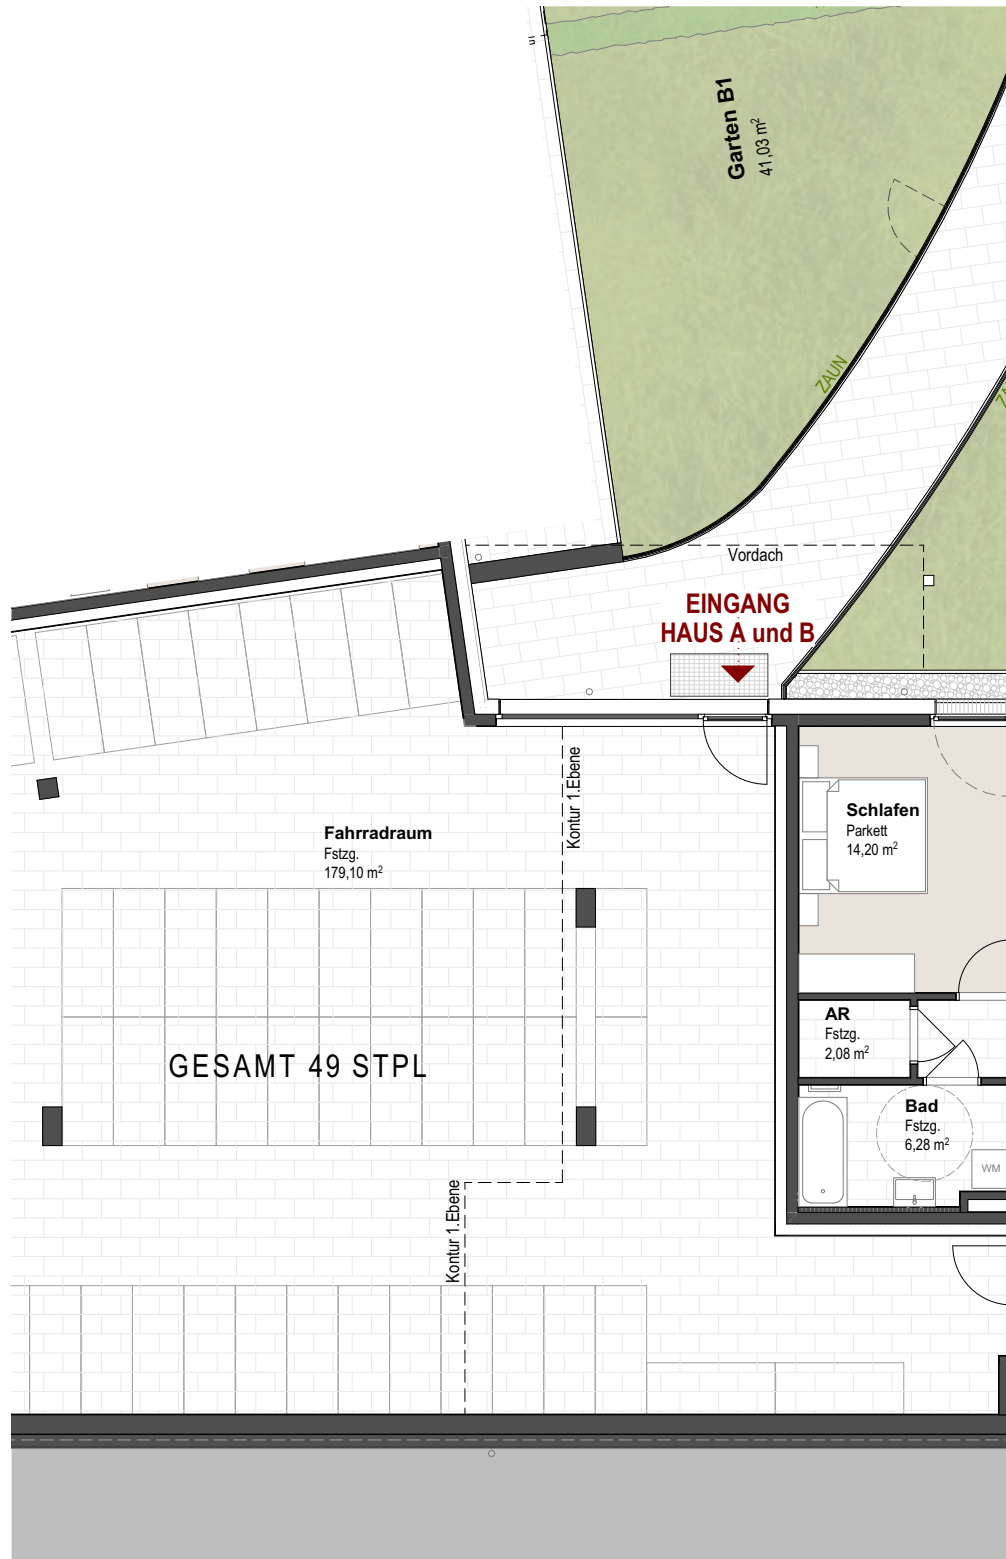 Garten B1
41,03 m²
ZAUN
Vordach
EINGANG
HAUS A und B
Kontur 1.Ebene
Fahrradraum
Fstzg.
179,10 m²
Schlafen
Parkett
14,20 m²
AR
Fstzg.
2,08 m²
GESAMT 49 STPL
Bad
Fstzg.
6,28 m²
WM
Kontur 1.Ebene